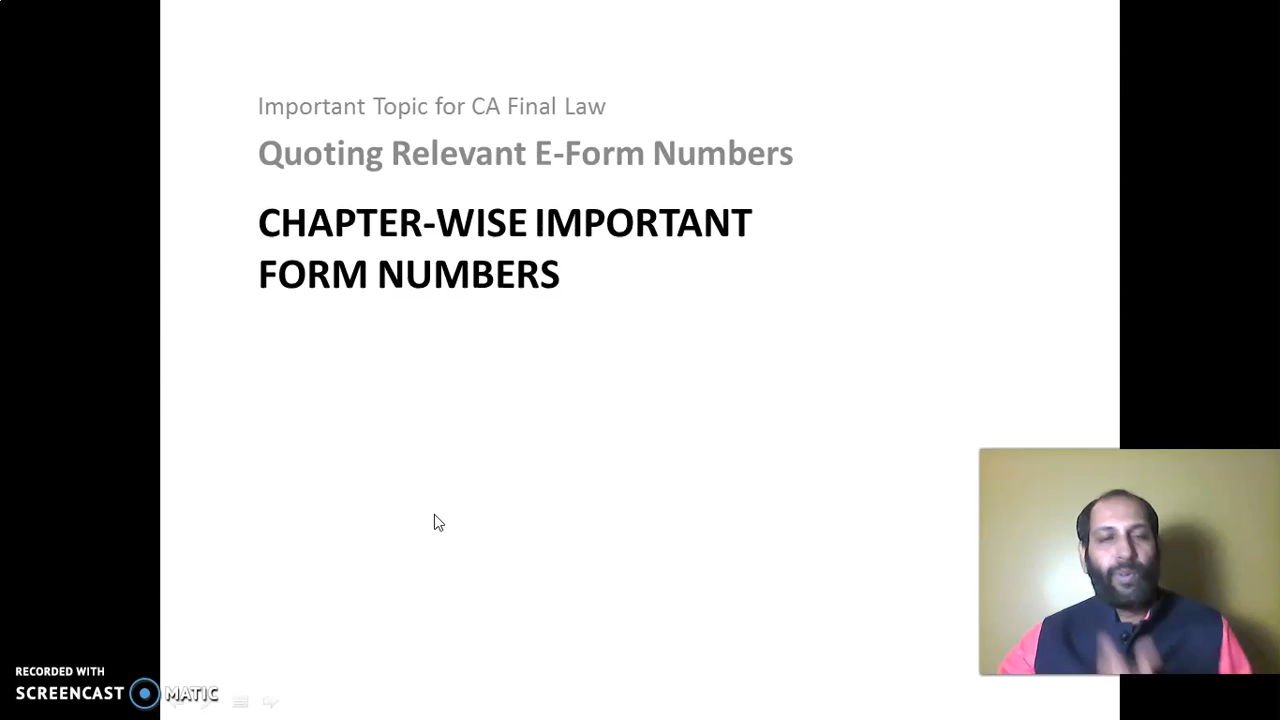 Important Topic for CA Final Law
Quoting Relevant E-Form Numbers
CHAPTER-WISE IMPORTANT
FORM NUMBERS
RECORDED WITH
SCREENCAST MATIC